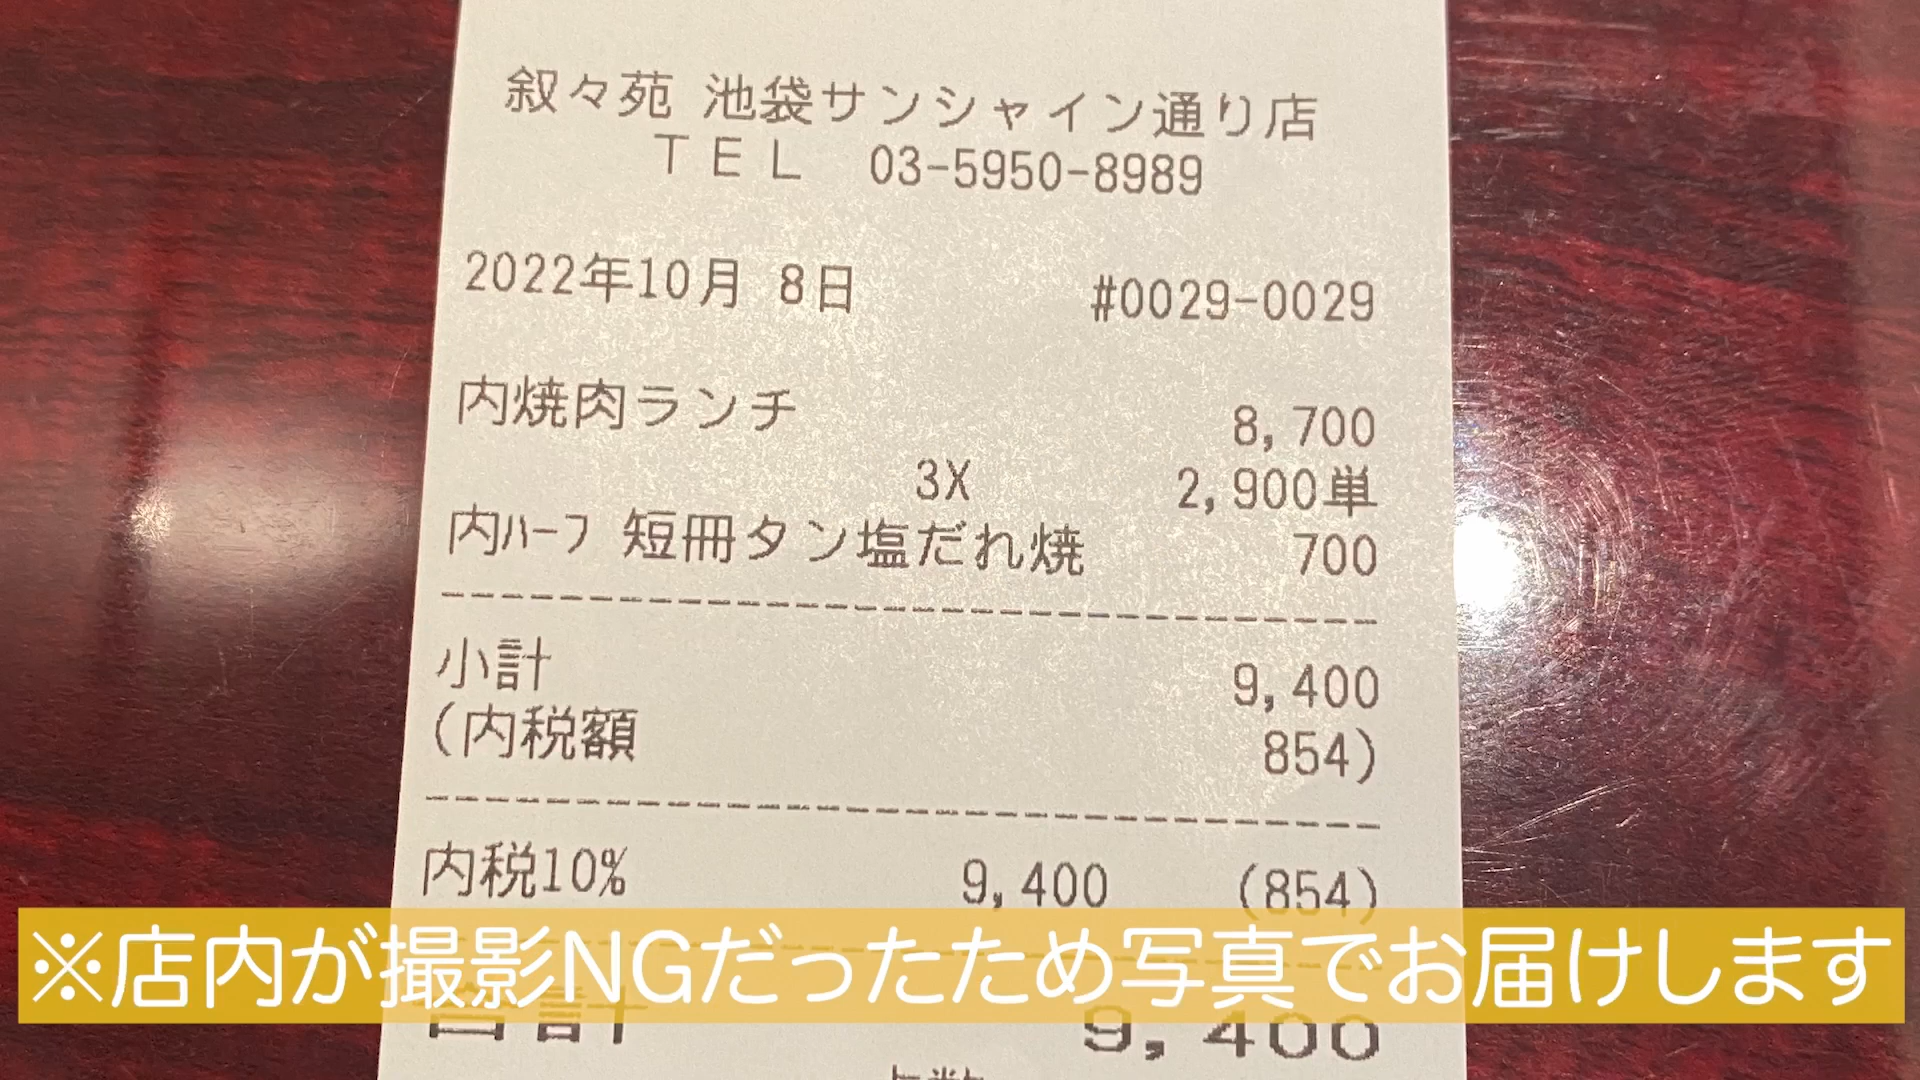 叙々苑 池袋サンシャイン通り店
TEL 03-5950-8989
2022年10月 8日 #0029-0029
内焼肉ランチ 8,700
3X 2,900単
内ハーフ 短冊タン塩だれ焼 700
小計 9,400
(内税額 854)
内税10% 9,400 (854)
※店内が撮影NGだったため写真でお届けします
合計 9,400